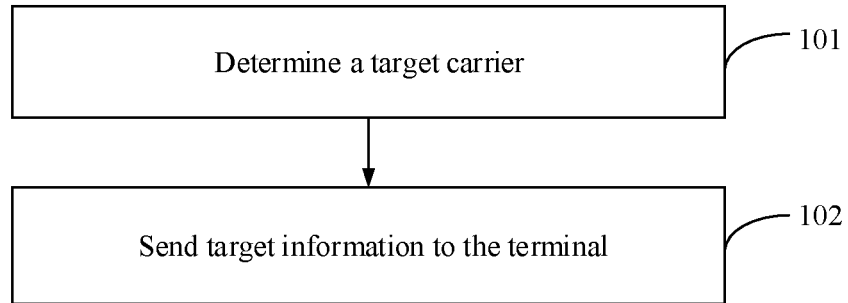 Determine a target carrier
101
Send target information to the terminal
102